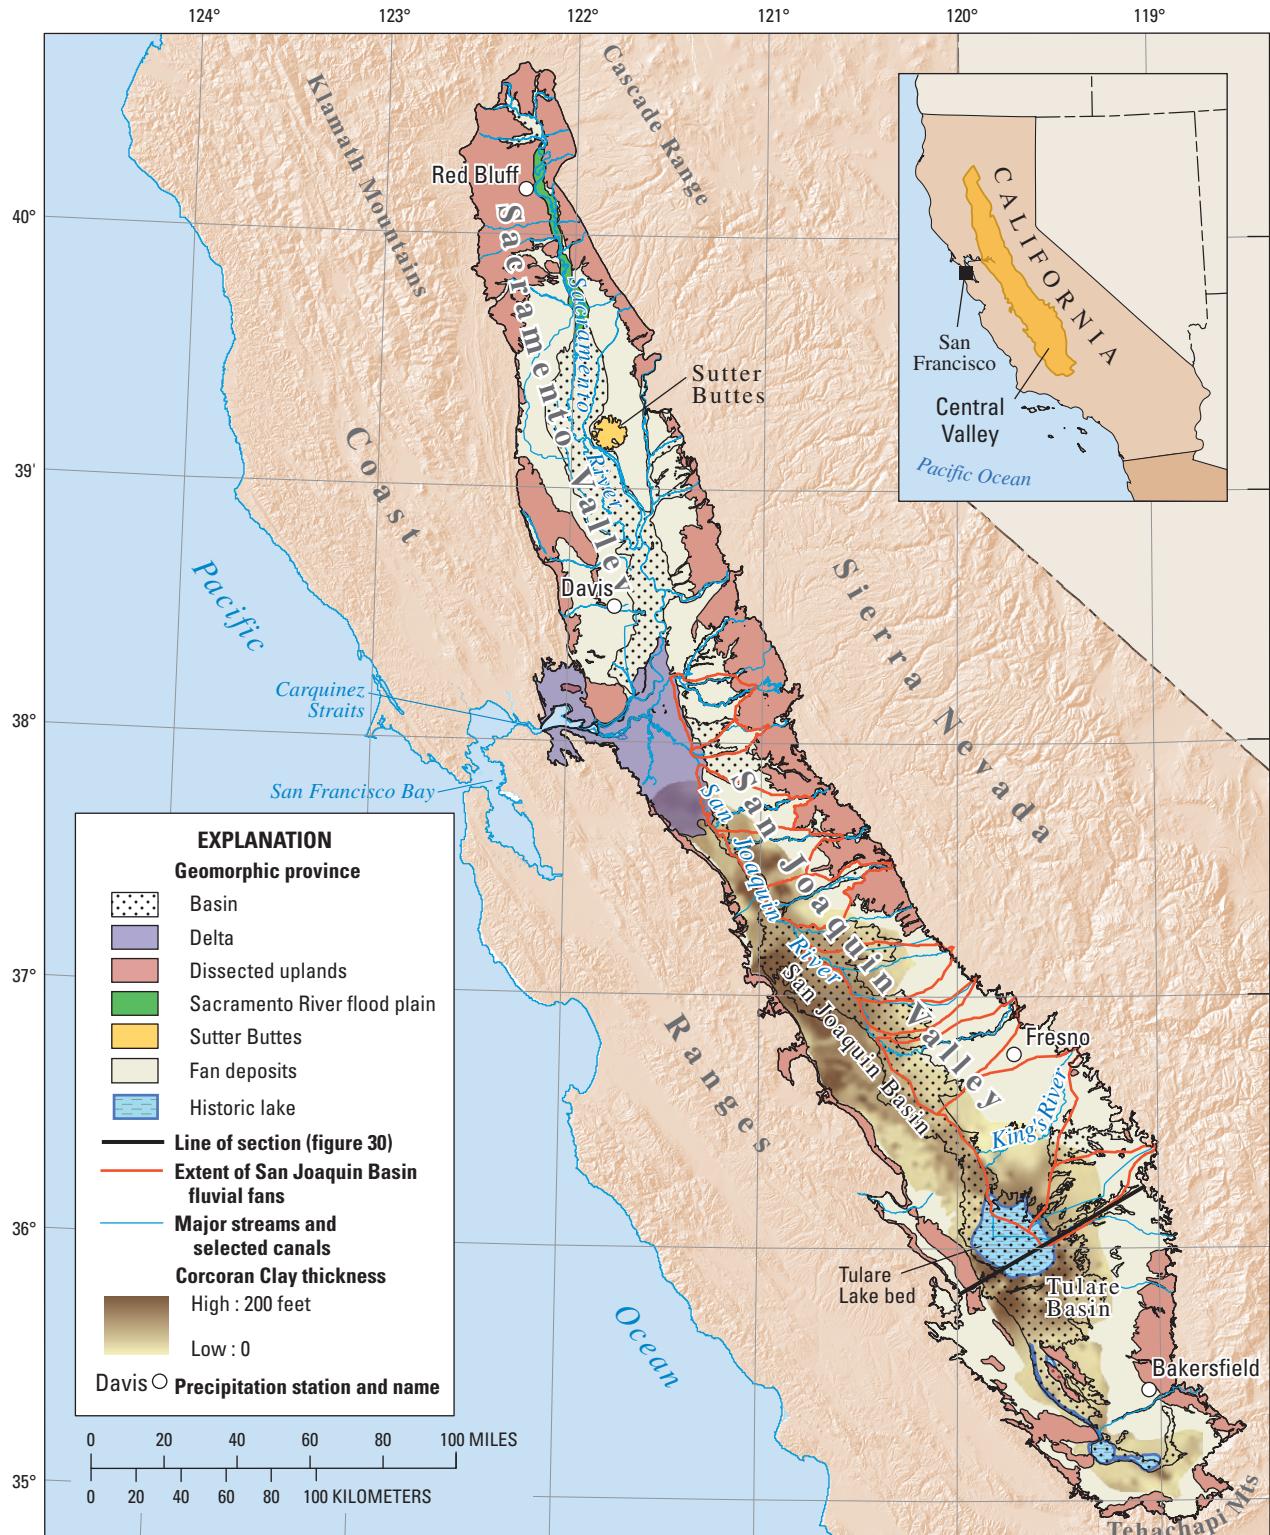 124°
123°
122°
121°
120°
119°
40°
39'
38°
37°
36°
35°
Klamath Mountains
Cascade Range
Red Bluff
Sacramento Valley
Sacramento River
Sutter
Buttes
Coast
Ranges
Davis
Pacific
Ocean
Carquinez
Straits
San Francisco Bay
Sierra Nevada
San Joaquin Valley
San Joaquin River
San Joaquin Basin
Fresno
King's River
Tulare
Lake bed
Tulare
Basin
Bakersfield
Tehachapi Mts
CALIFORNIA
San
Francisco
Central
Valley
Pacific Ocean
EXPLANATION
Geomorphic province
Basin
Delta
Dissected uplands
Sacramento River flood plain
Sutter Buttes
Fan deposits
Historic lake
Line of section (figure 30)
Extent of San Joaquin Basin
fluvial fans
Major streams and
selected canals
Corcoran Clay thickness
High : 200 feet
Low : 0
Davis Precipitation station and name
0 20 40 60 80 100 MILES
0 20 40 60 80 100 KILOMETERS